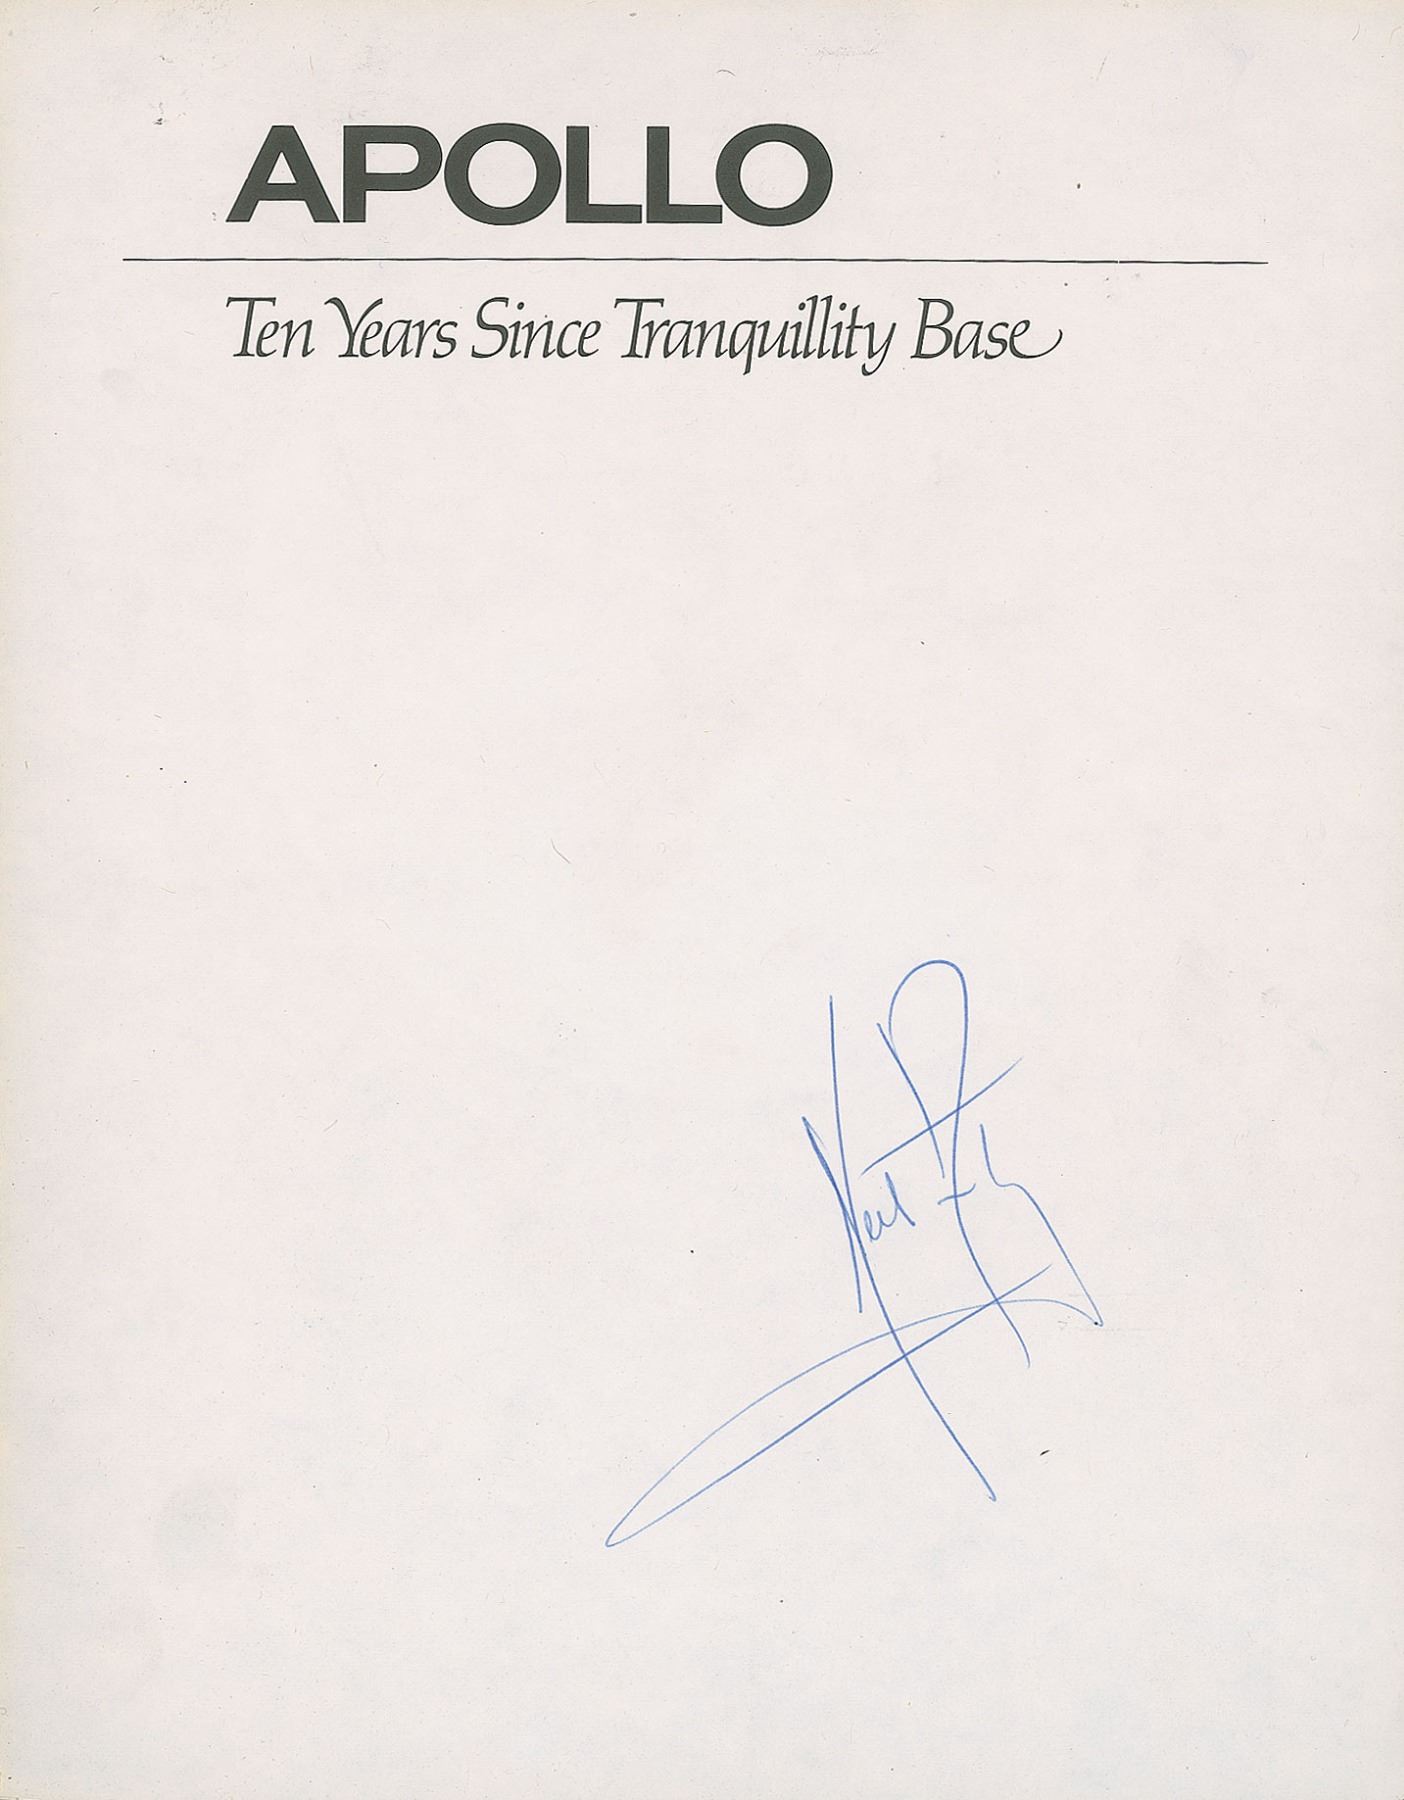 APOLLO
Ten Years Since Tranquillity Base
Neil